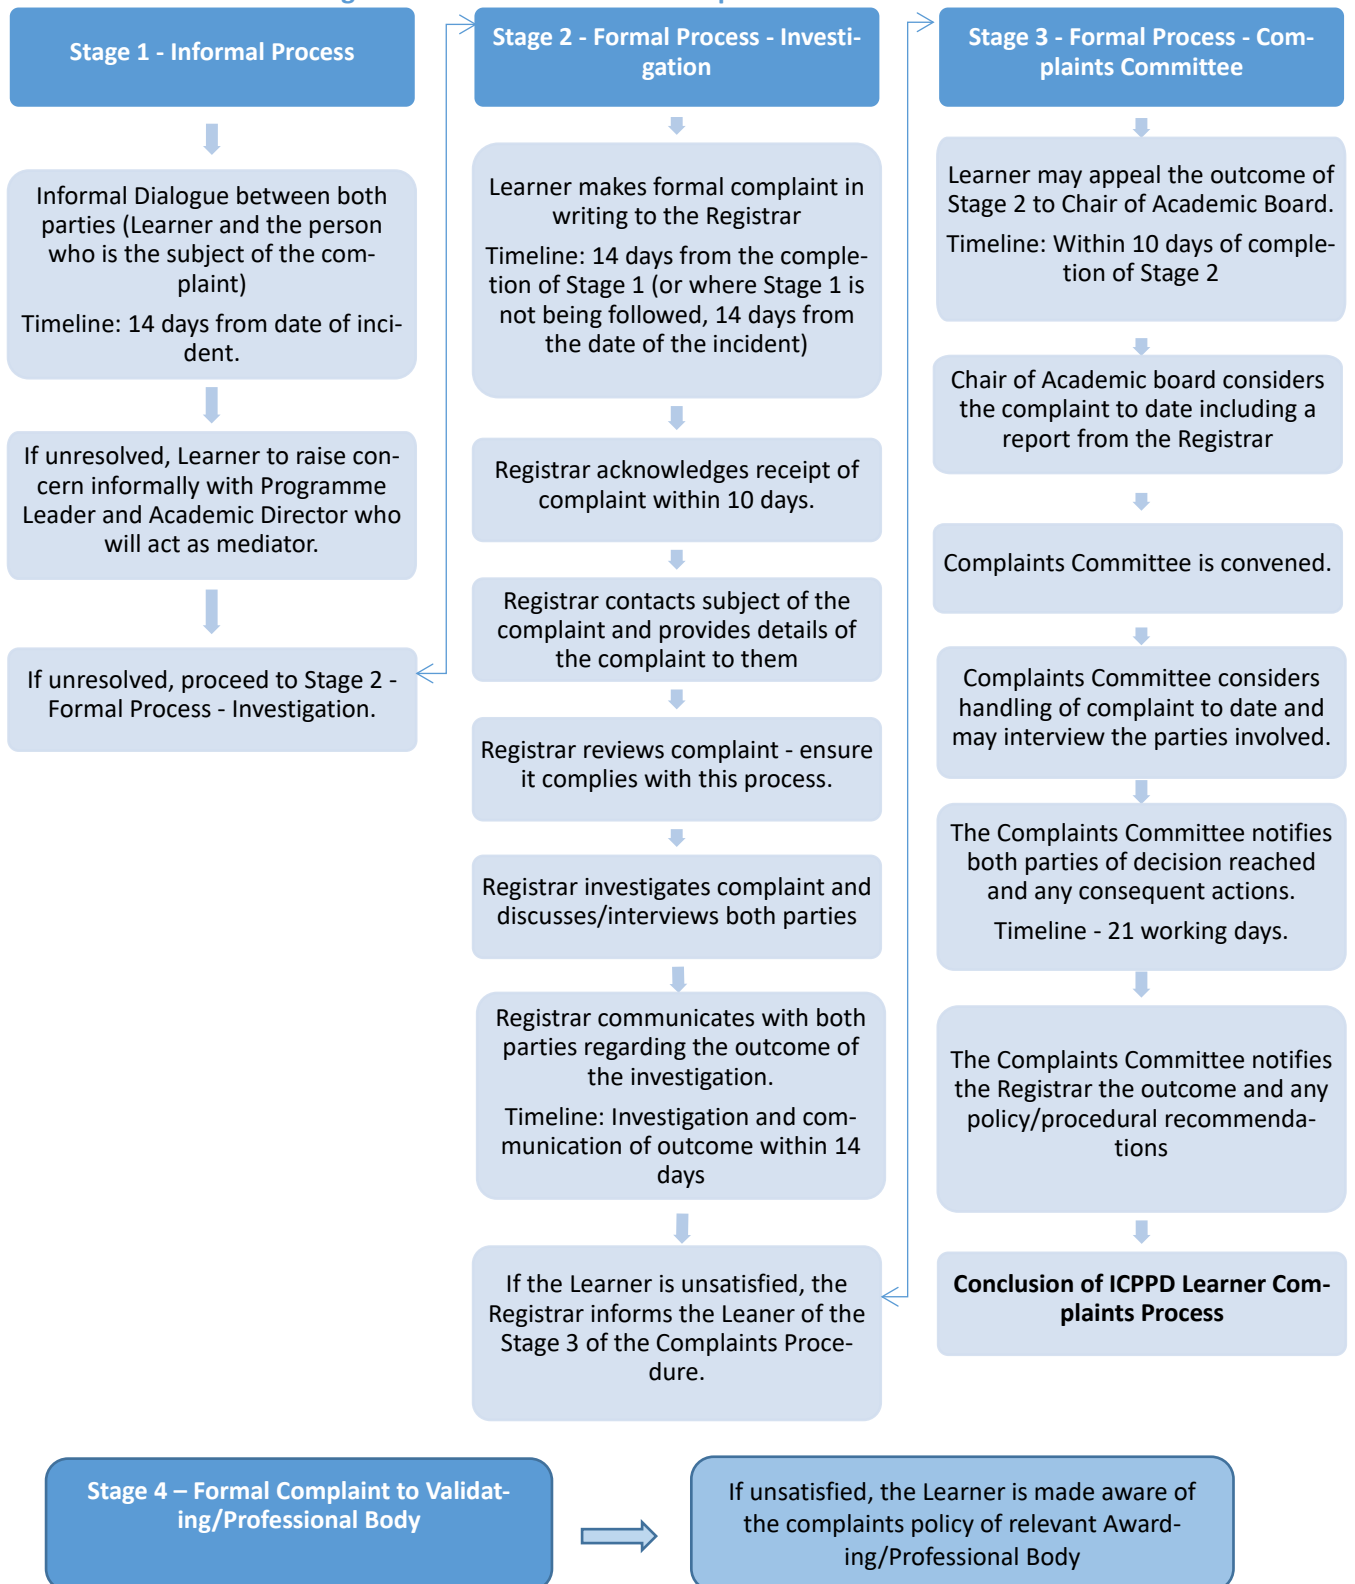 Stage 1 - Informal Process
Informal Dialogue between both
parties (Learner and the person
who is the subject of the com-
plaint)
Timeline: 14 days from date of inci-
dent.
If unresolved, Learner to raise con-
cern informally with Programme
Leader and Academic Director who
will act as mediator.
If unresolved, proceed to Stage 2 -
Formal Process - Investigation.
Stage 2 - Formal Process - Investi-
gation
Learner makes formal complaint in
writing to the Registrar
Timeline: 14 days from the comple-
tion of Stage 1 (or where Stage 1 is
not being followed, 14 days from
the date of the incident)
Registrar acknowledges receipt of
complaint within 10 days.
Registrar contacts subject of the
complaint and provides details of
the complaint to them
Registrar reviews complaint - ensure
it complies with this process.
Registrar investigates complaint and
discusses/interviews both parties
Registrar communicates with both
parties regarding the outcome of
the investigation.
Timeline: Investigation and com-
munication of outcome within 14
days
If the Learner is unsatisfied, the
Registrar informs the Leaner of the
Stage 3 of the Complaints Proce-
dure.
Stage 3 - Formal Process - Com-
plaints Committee
Learner may appeal the outcome of
Stage 2 to Chair of Academic Board.
Timeline: Within 10 days of comple-
tion of Stage 2
Chair of Academic board considers
the complaint to date including a
report from the Registrar
Complaints Committee is convened.
Complaints Committee considers
handling of complaint to date and
may interview the parties involved.
The Complaints Committee notifies
both parties of decision reached
and any consequent actions.
Timeline - 21 working days.
The Complaints Committee notifies
the Registrar the outcome and any
policy/procedural recommenda-
tions
Conclusion of ICPPD Learner Com-
plaints Process
Stage 4 – Formal Complaint to Validat-
ing/Professional Body
If unsatisfied, the Learner is made aware of
the complaints policy of relevant Award-
ing/Professional Body